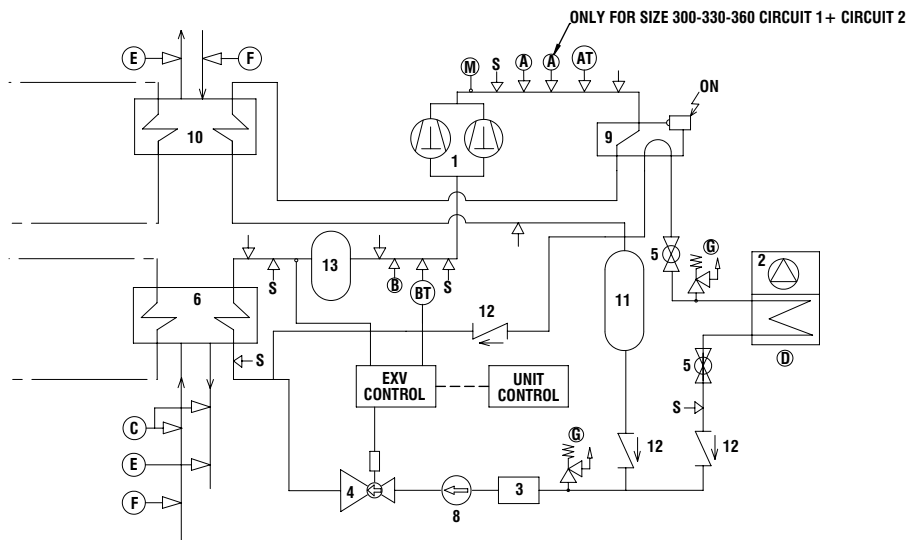 ONLY FOR SIZE 300-330-360 CIRCUIT 1+ CIRCUIT 2
E
F
M
S
A
A
AT
ON
10
1
9
S
13
S
B
BT
S
5
G
2
11
6
12
S
EXV
CONTROL
UNIT
CONTROL
5
D
S
C
G
12
12
E
4
3
F
8